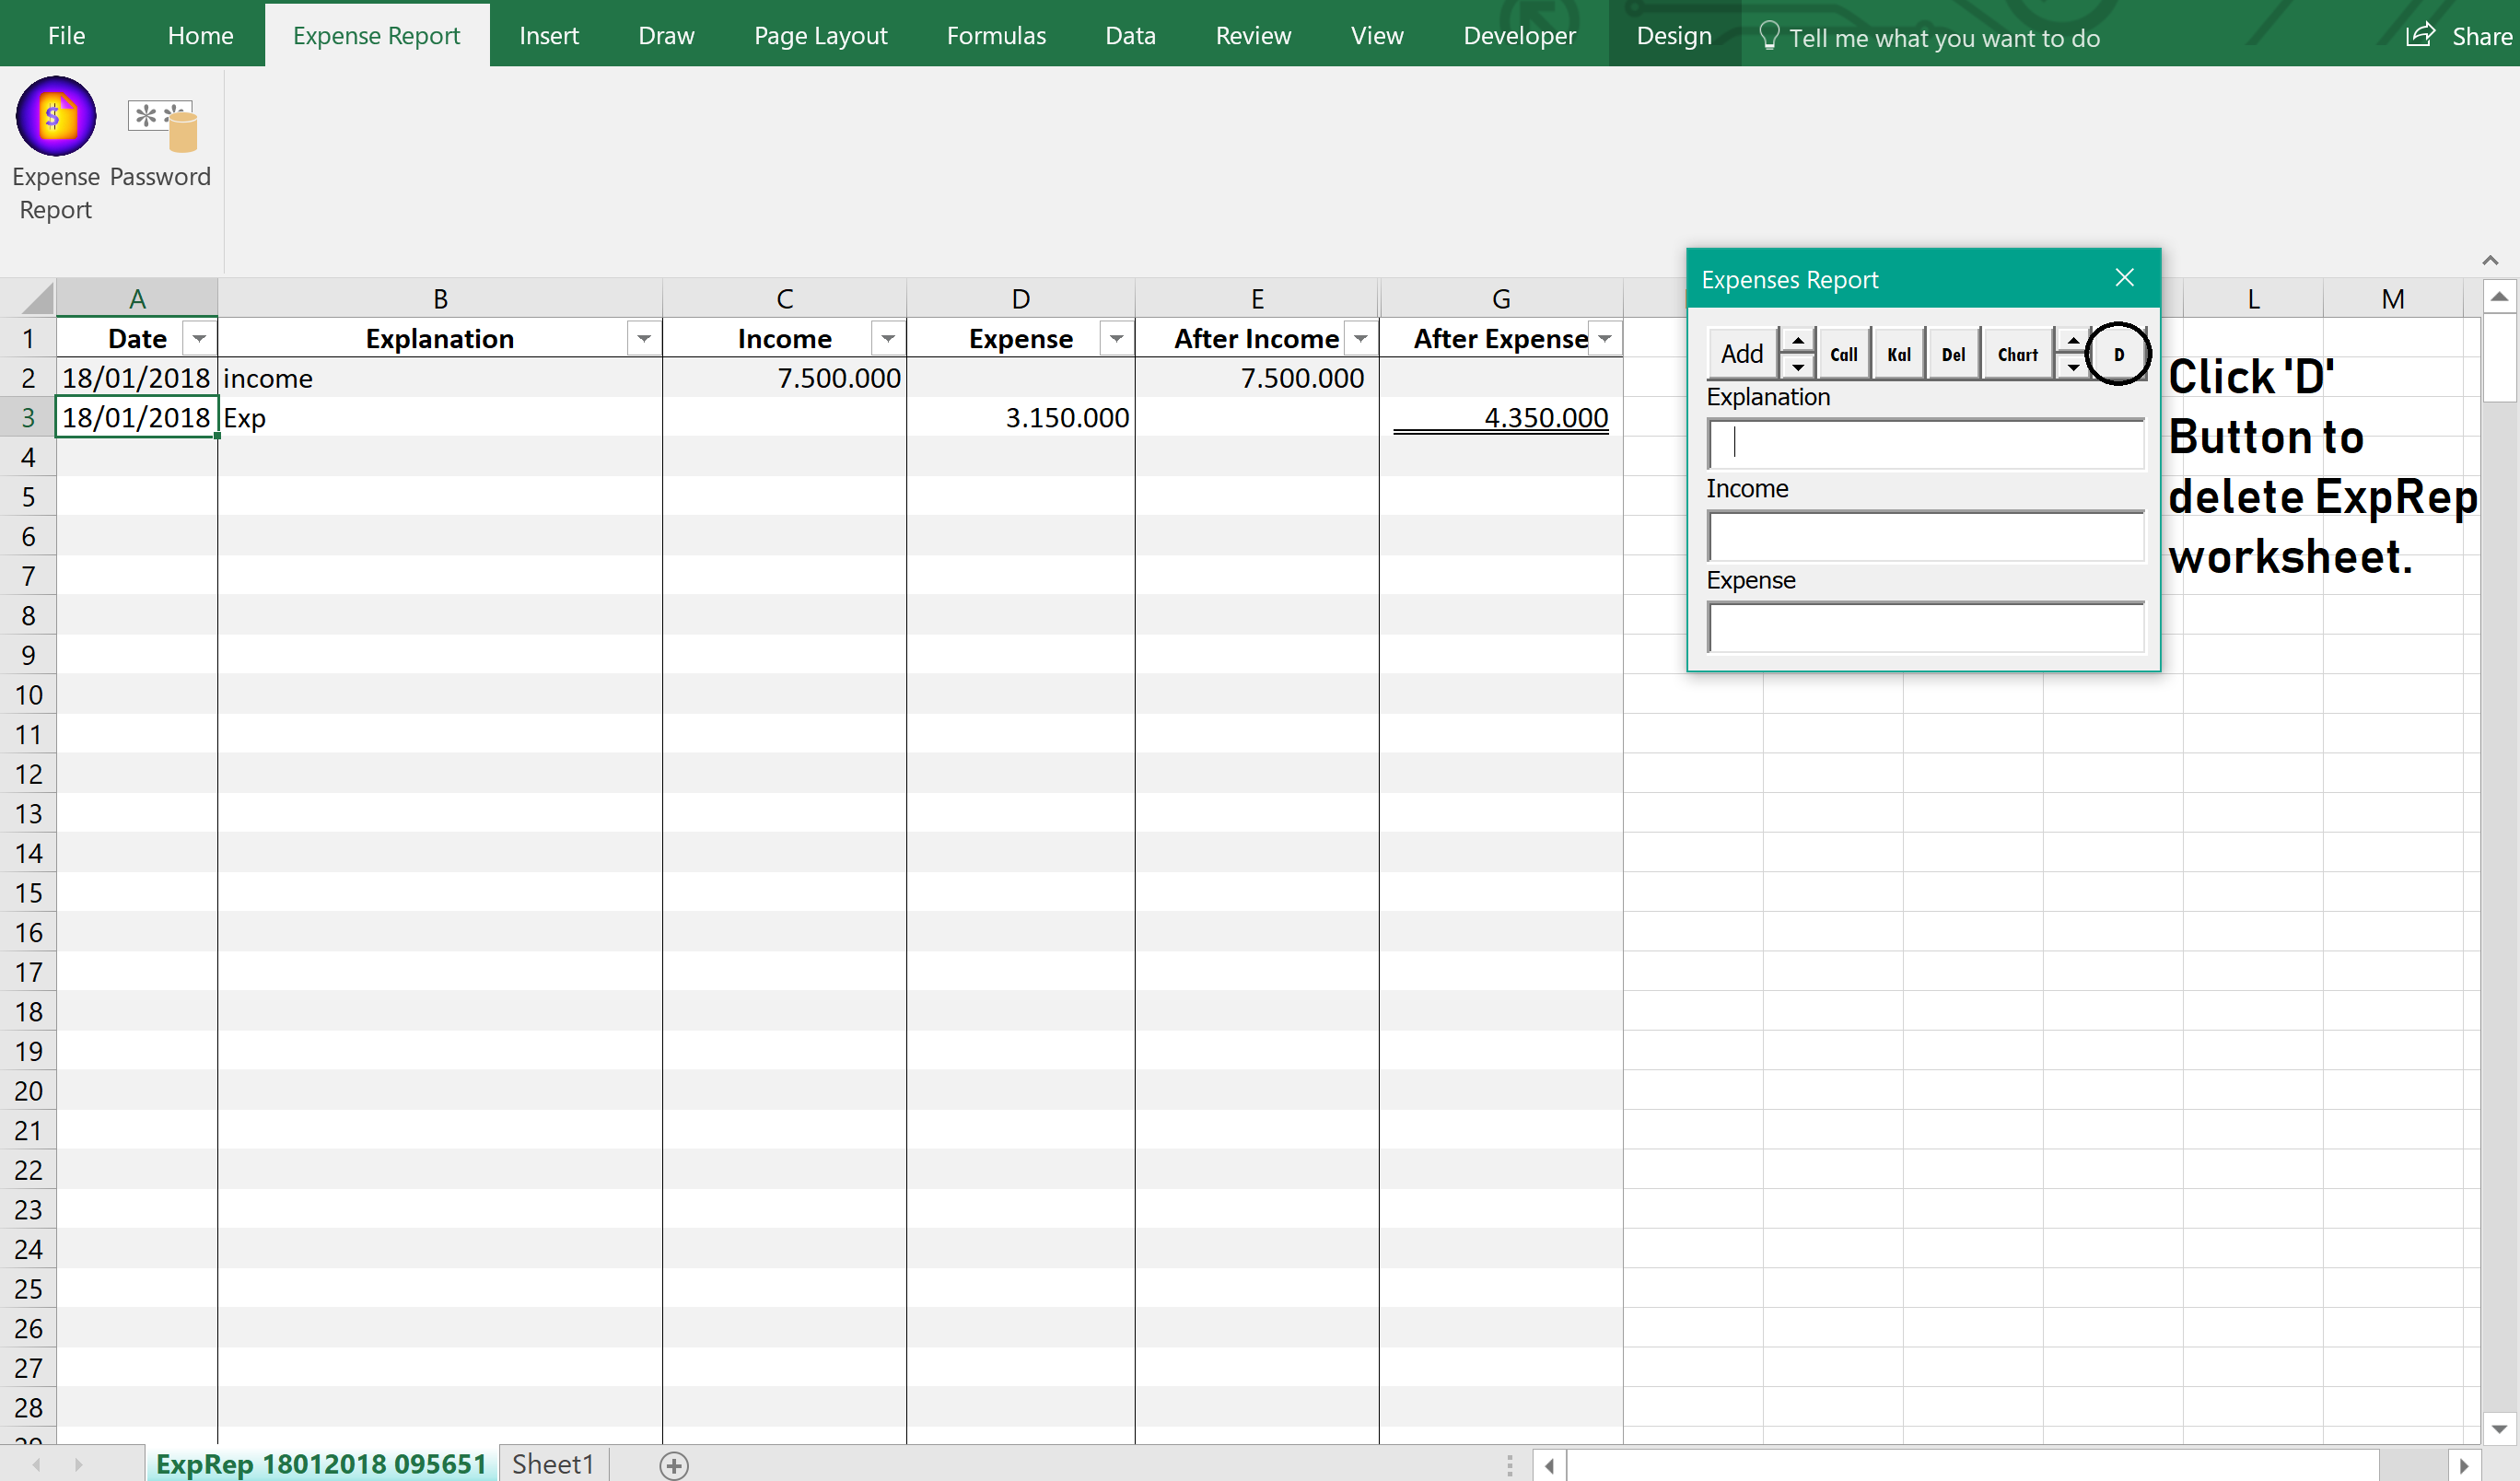 File Home Expense Report Insert Draw Page Layout Formulas Data Review View Developer Design Tell me what you want to do Share
$
Expense Report
** Password
Expenses Report
Add Call Kal Del Chart D
Explanation
Income
Expense
Click 'D'
Button to
delete ExpRep
worksheet.
A B C D E G L M
1 Date Explanation Income Expense After Income After Expense
2 18/01/2018 income 7.500.000 7.500.000
3 18/01/2018 Exp 3.150.000 4.350.000
4
5
6
7
8
9
10
11
12
13
14
15
16
17
18
19
20
21
22
23
24
25
26
27
28
ExpRep 18012018 095651 Sheet1